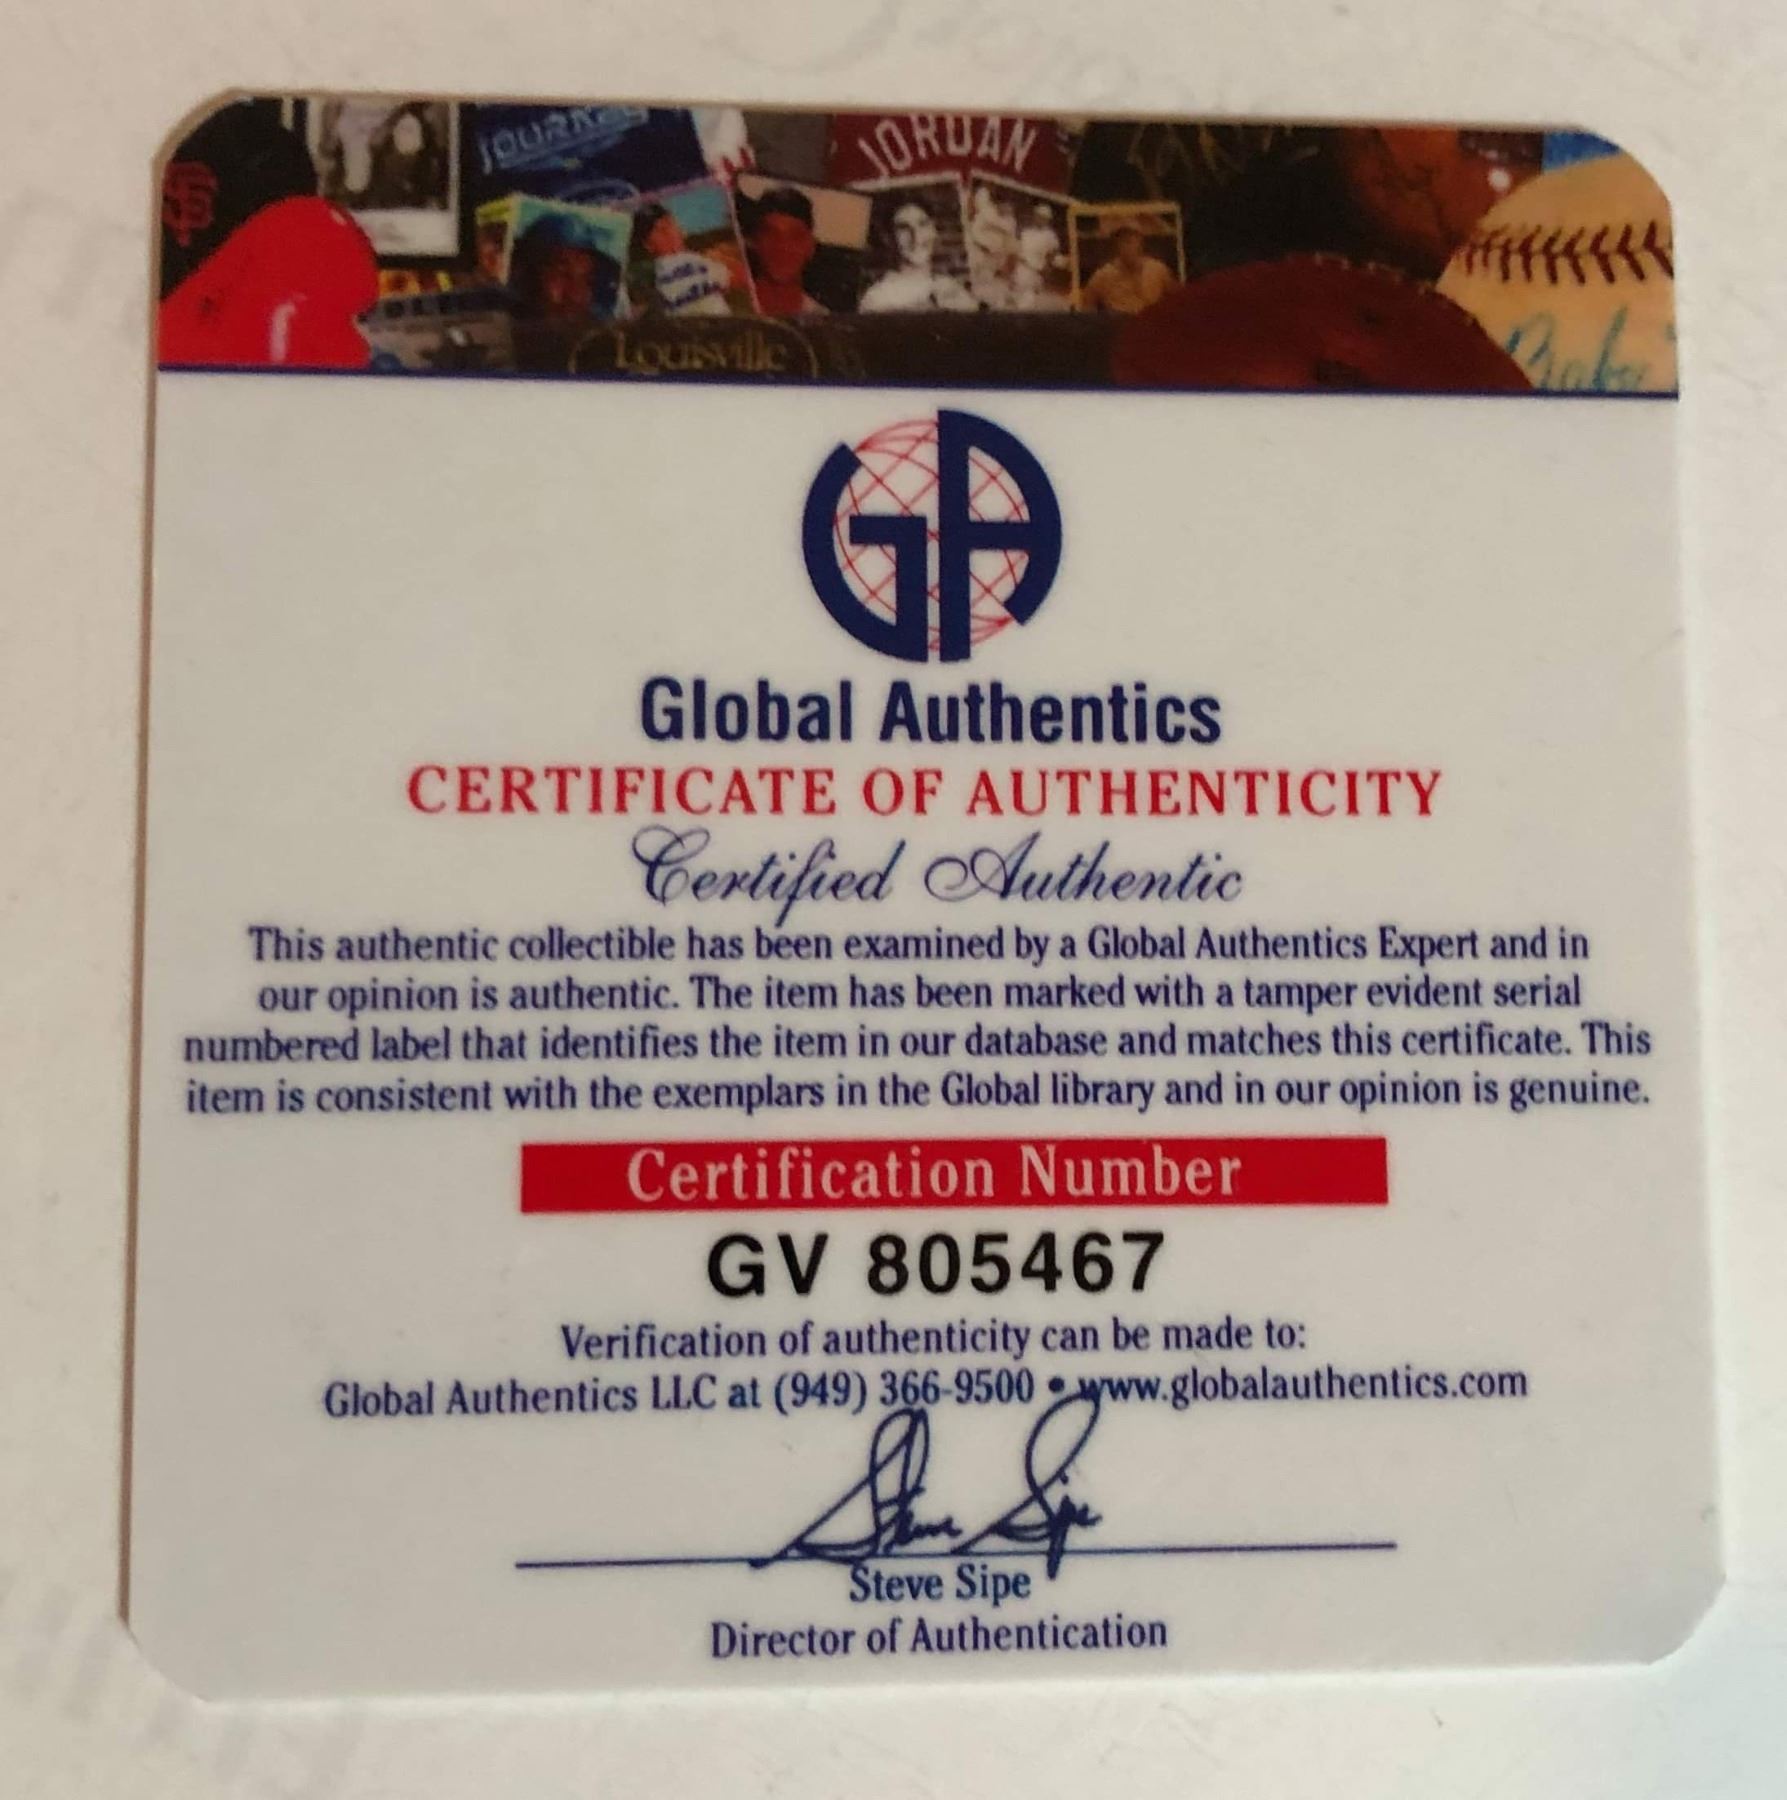 SF
JOURNEY
JORDAN
Louisville
Babe
GA
Global Authentics
CERTIFICATE OF AUTHENTICITY
Certified Authentic
This authentic collectible has been examined by a Global Authentics Expert and in
our opinion is authentic. The item has been marked with a tamper evident serial
numbered label that identifies the item in our database and matches this certificate. This
item is consistent with the exemplars in the Global library and in our opinion is genuine.
Certification Number
GV 805467
Verification of authenticity can be made to:
Global Authentics LLC at (949) 366-9500 • www.globalauthentics.com
Steve Sipe
Steve Sipe
Director of Authentication